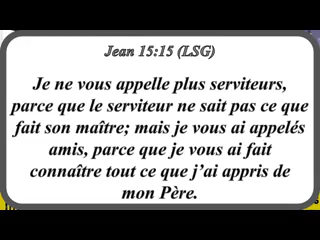 Jean 15:15 (LSG)
Je ne vous appelle plus serviteurs,
parce que le serviteur ne sait pas ce que
fait son maître; mais je vous ai appelés
amis, parce que je vous ai fait
connaître tout ce que j'ai appris de
mon Père.